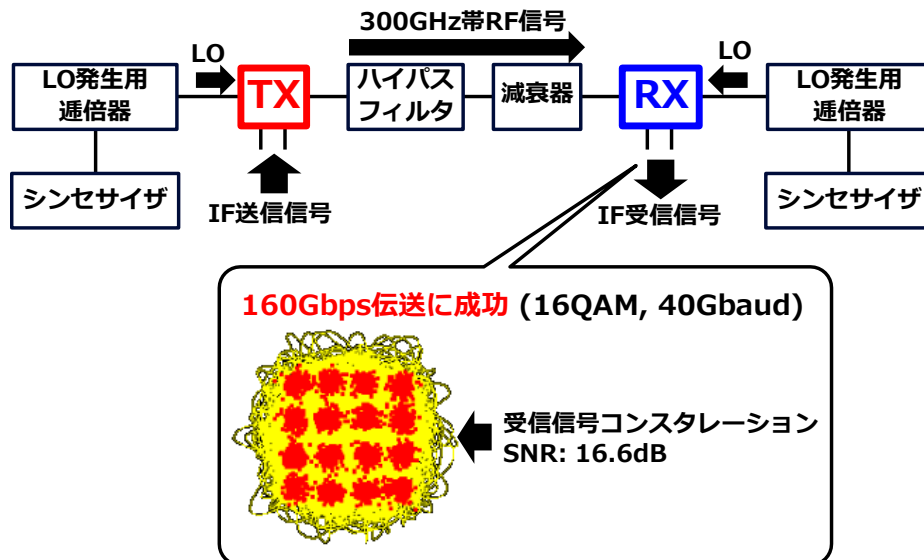 300GHz帯RF信号
LO
LO
LO発生用
逓倍器
TX
ハイパス
フィルタ
減衰器
RX
LO発生用
逓倍器
シンセサイザ
IF送信信号
IF受信信号
シンセサイザ
160Gbps伝送に成功 (16QAM, 40Gbaud)
受信信号コンスタレーション
SNR: 16.6dB